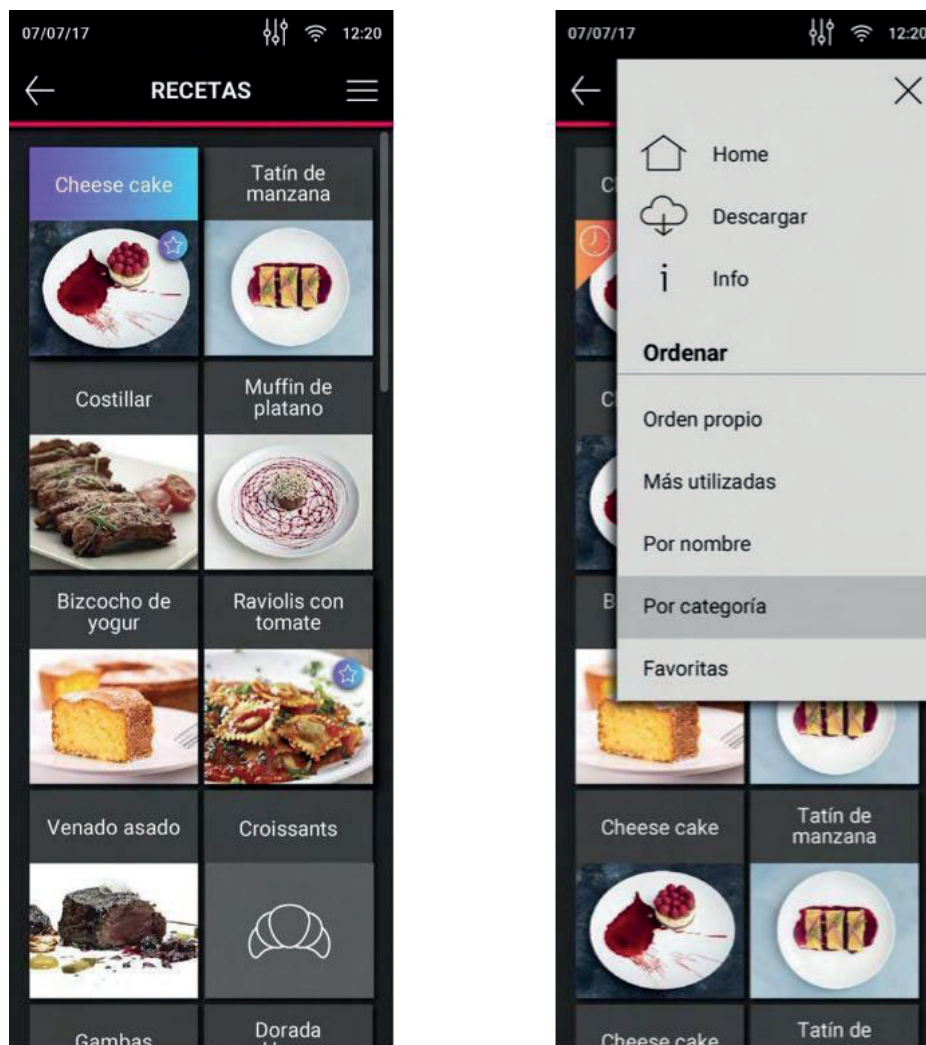 07/07/17 12:20
RECETAS
Cheese cake
Tatín de
manzana
Costillar
Muffin de
platano
Bizcocho de
yogur
Raviolis con
tomate
Venado asado
Croissants
Gambas
Dorada
07/07/17 12:20
Home
Descargar
i Info
Ordenar
Orden propio
Más utilizadas
Por nombre
Por categoría
Favoritas
Cheese cake
Tatín de
manzana
Cheese cake
Tatín de